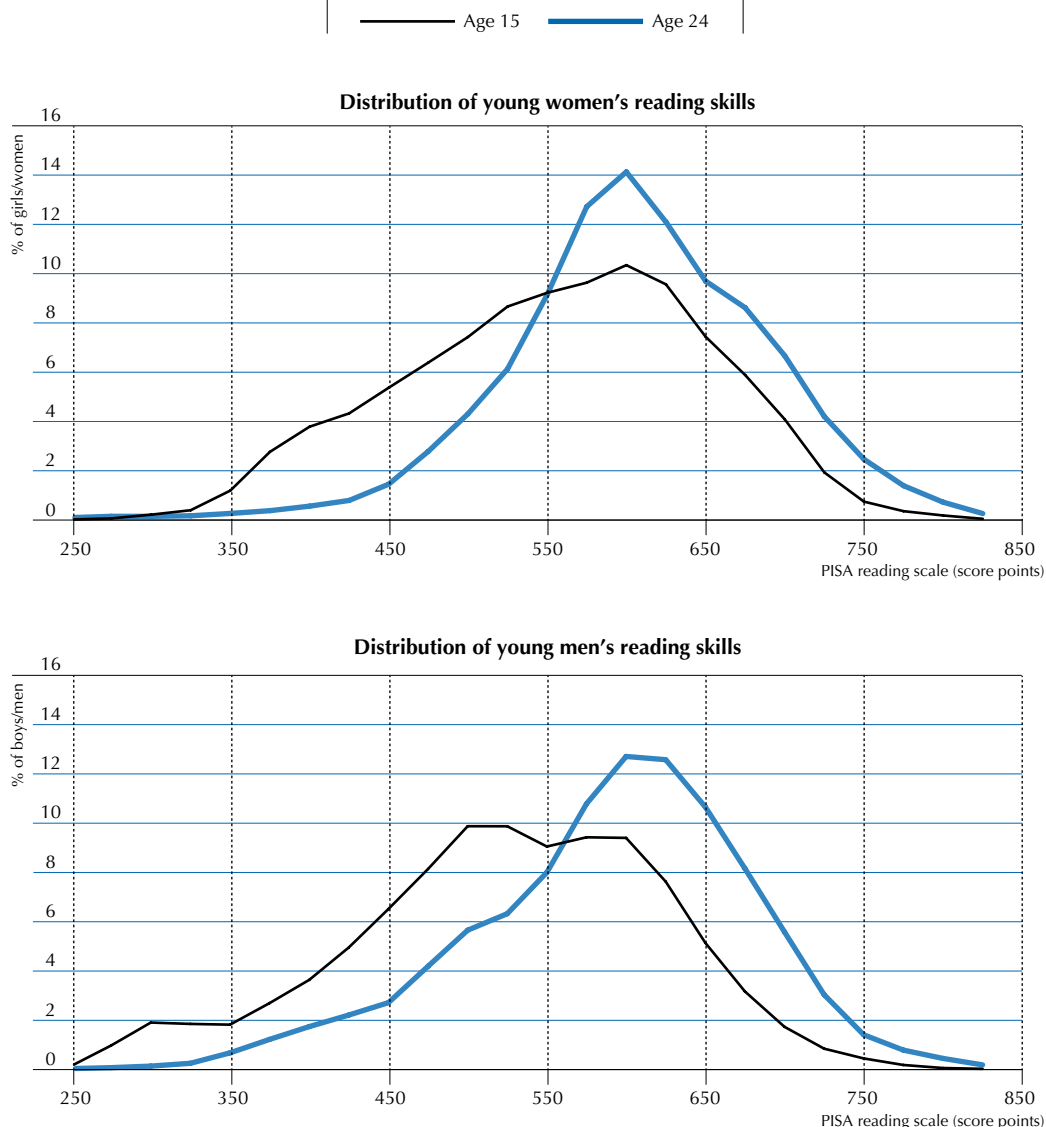 Age 15 Age 24
Distribution of young women's reading skills
16
% of girls/women
14
12
10
8
6
4
2
0
250 350 450 550 650 750 850
PISA reading scale (score points)
Distribution of young men's reading skills
16
% of boys/men
14
12
10
8
6
4
2
0
250 350 450 550 650 750 850
PISA reading scale (score points)